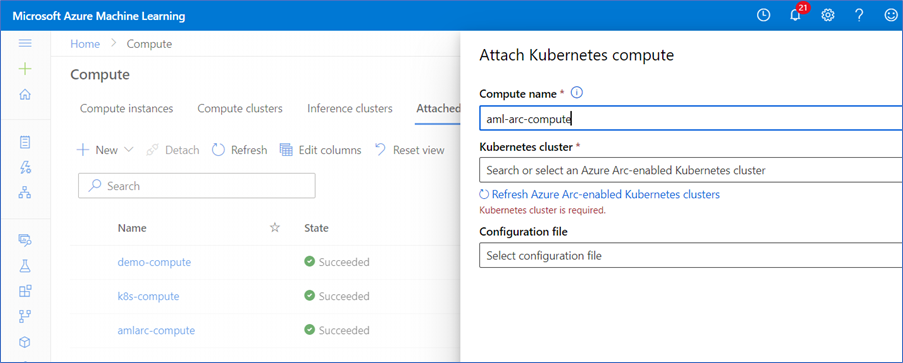 Microsoft Azure Machine Learning
21
Home > Compute
Compute
Compute instances Compute clusters Inference clusters Attached
+ New Detach Refresh Edit columns Reset view
Search
Name State
demo-compute Succeeded
k8s-compute Succeeded
amlarc-compute Succeeded
Attach Kubernetes compute
Compute name *
aml-arc-compute
Kubernetes cluster *
Search or select an Azure Arc-enabled Kubernetes cluster
Refresh Azure Arc-enabled Kubernetes clusters
Kubernetes cluster is required.
Configuration file
Select configuration file